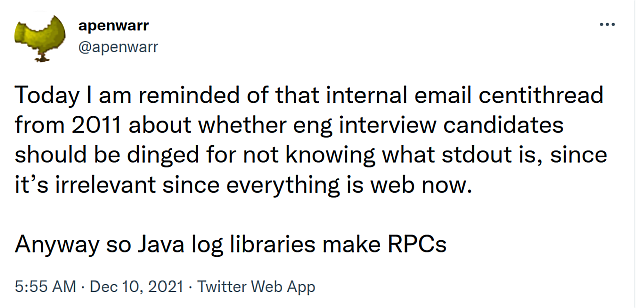 apenwarr
@apenwarr
Today I am reminded of that internal email centithread
from 2011 about whether eng interview candidates
should be dinged for not knowing what stdout is, since
it’s irrelevant since everything is web now.
Anyway so Java log libraries make RPCs
5:55 AM · Dec 10, 2021 · Twitter Web App